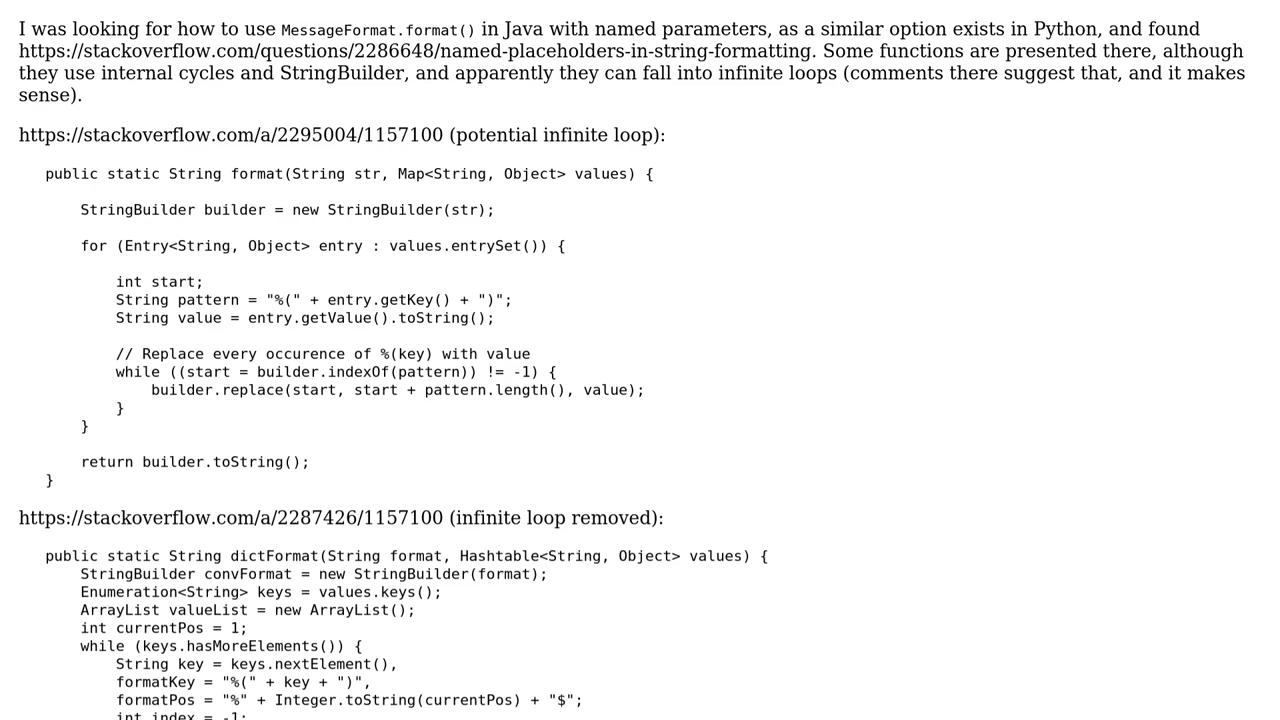 I was looking for how to use MessageFormat.format() in Java with named parameters, as a similar option exists in Python, and found
https://stackoverflow.com/questions/2286648/named-placeholders-in-string-formatting. Some functions are presented there, although
they use internal cycles and StringBuilder, and apparently they can fall into infinite loops (comments there suggest that, and it makes
sense).
https://stackoverflow.com/a/2295004/1157100 (potential infinite loop):
public static String format(String str, Map<String, Object> values) {
StringBuilder builder = new StringBuilder(str);
for (Entry<String, Object> entry : values.entrySet()) {
int start;
String pattern = "%(" + entry.getKey() + ")";
String value = entry.getValue().toString();
// Replace every occurence of %(key) with value
while ((start = builder.indexOf(pattern)) != -1) {
builder.replace(start, start + pattern.length(), value);
}
}
return builder.toString();
}
https://stackoverflow.com/a/2287426/1157100 (infinite loop removed):
public static String dictFormat(String format, Hashtable<String, Object> values) {
StringBuilder convFormat = new StringBuilder(format);
Enumeration<String> keys = values.keys();
ArrayList valueList = new ArrayList();
int currentPos = 1;
while (keys.hasMoreElements()) {
String key = keys.nextElement(),
formatKey = "%(" + key + ")",
formatPos = "%" + Integer.toString(currentPos) + "$";
int index = -1;